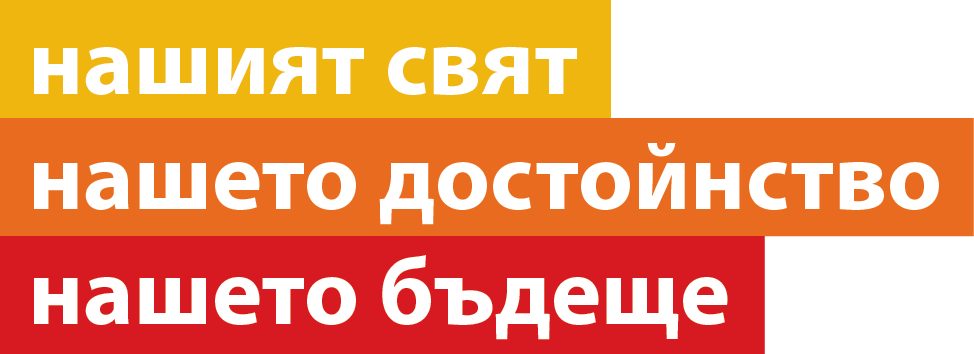 нашият свят
нашето достойнство
нашето бъдеще